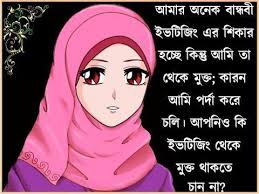 আমার অনেক বান্ধবী
ইভটিজিং এর শিকার
হচ্ছে কিন্তু আমি তা
থেকে মুক্ত; কারন
আমি পর্দা করে
চলি। আপনিও কি
ইভটিজিং থেকে
মুক্ত থাকতে
চান না?